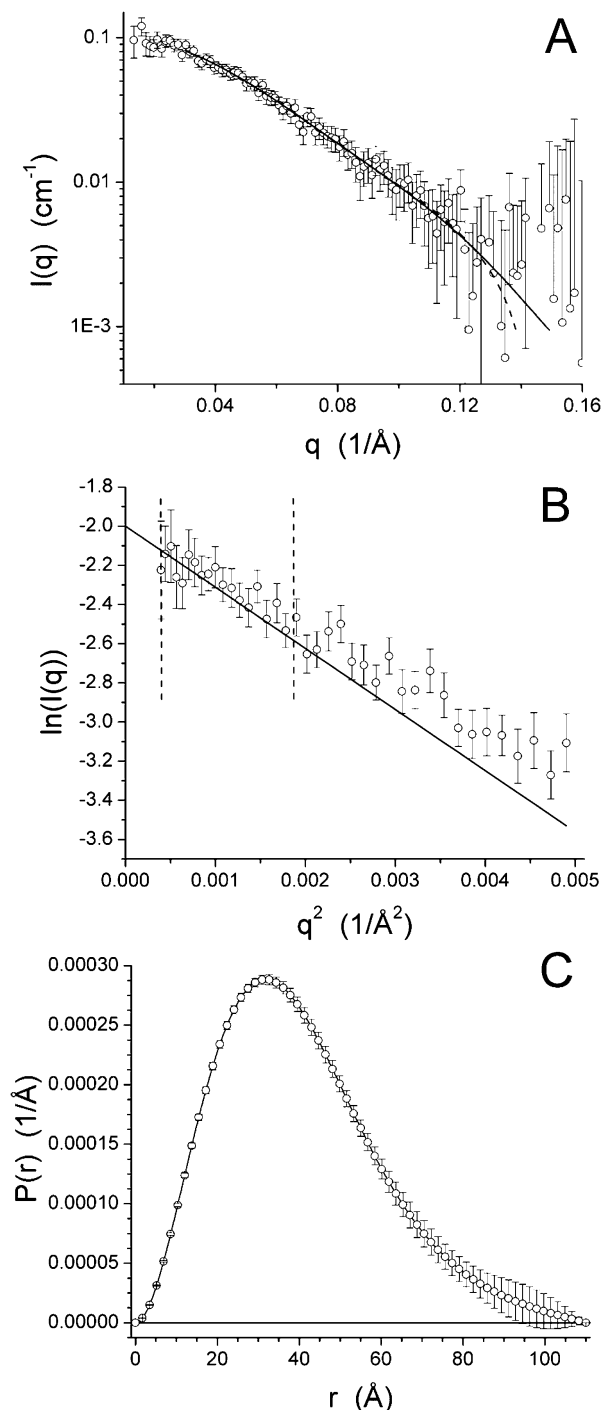 A
0.1
0.01
1E-3
I(q) (cm⁻¹)
0.04 0.08 0.12 0.16
q (1/Å)
B
-1.8
-2.0
-2.2
-2.4
-2.6
-2.8
-3.0
-3.2
-3.4
-3.6
ln(I(q))
0.000 0.001 0.002 0.003 0.004 0.005
q² (1/Å²)
C
0.00030
0.00025
0.00020
0.00015
0.00010
0.00005
0.00000
P(r) (1/Å)
0 20 40 60 80 100
r (Å)